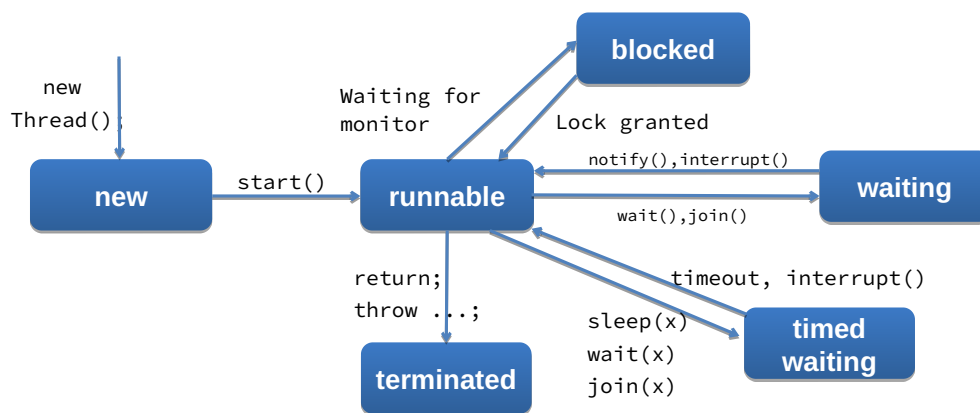 blocked
new
Thread();
Waiting for
monitor
Lock granted
notify(),interrupt()
new
start()
runnable
waiting
wait(),join()
return;
throw ...;
timeout, interrupt()
sleep(x)
wait(x)
join(x)
timed
waiting
terminated